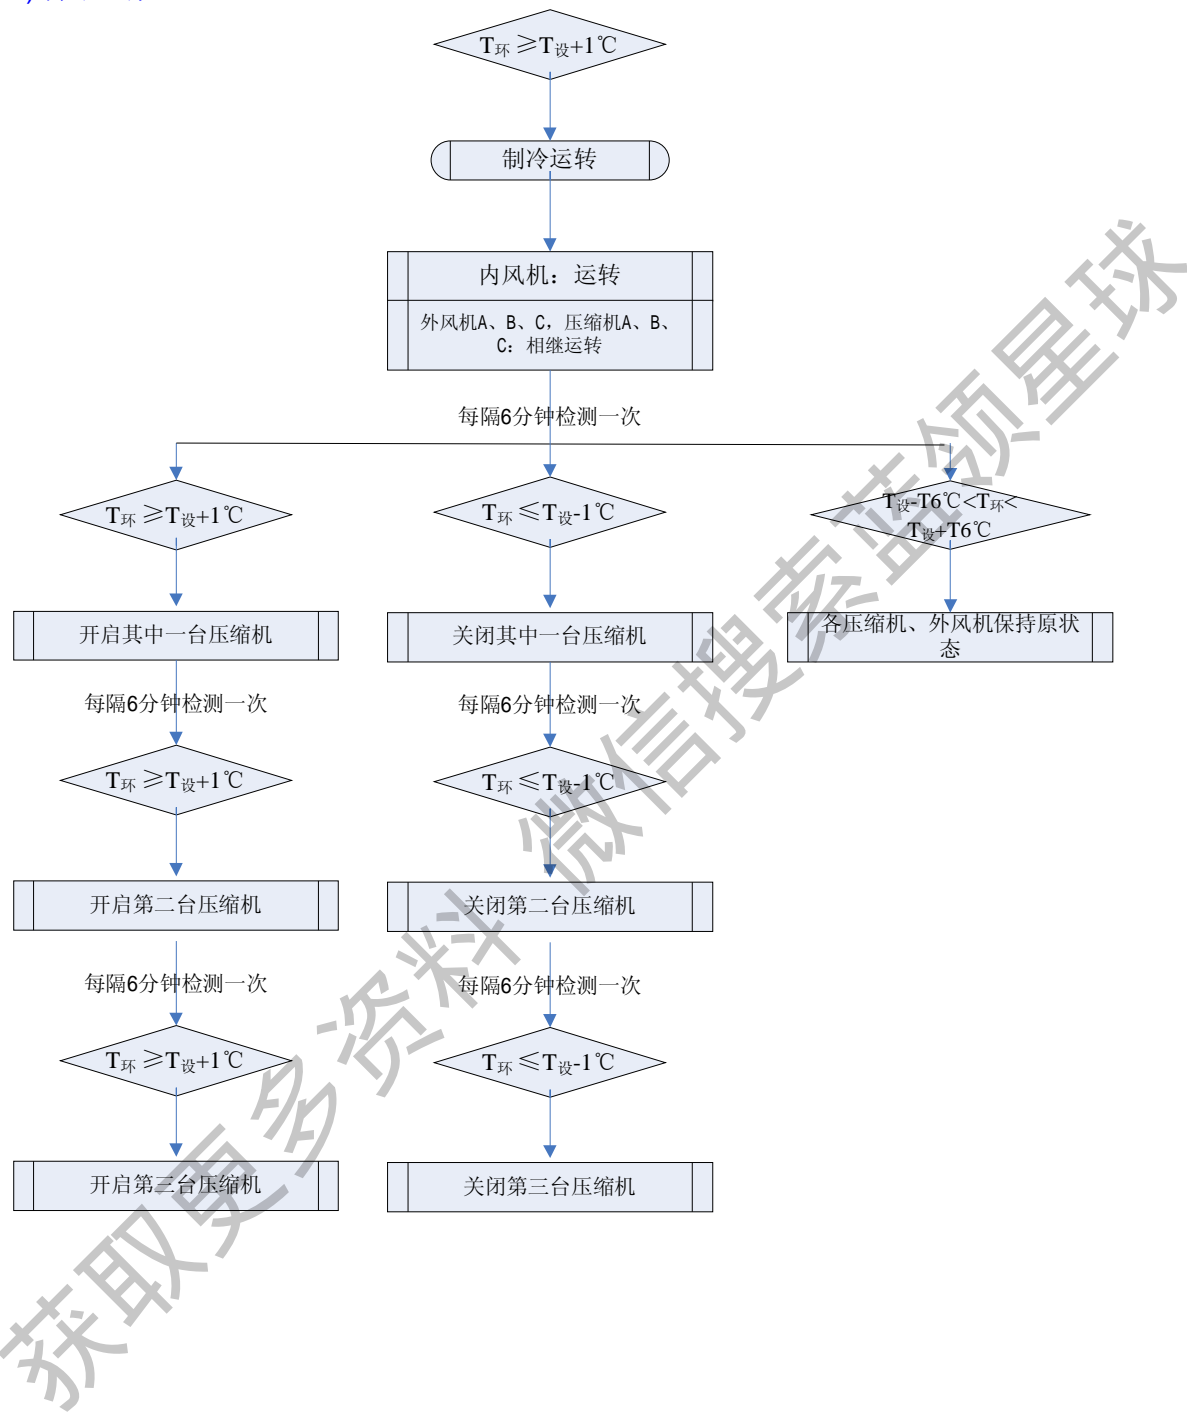 T环 ≥T设+1℃
制冷运转
内风机：运转
外风机A、B、C，压缩机A、B、
C：相继运转
每隔6分钟检测一次
T环 ≥T设+1℃
T环 ≤T设-1℃
T设-T6℃<T环<
T设+T6℃
开启其中一台压缩机
关闭其中一台压缩机
各压缩机、外风机保持原状
态
每隔6分钟检测一次
每隔6分钟检测一次
T环 ≥T设+1℃
T环 ≤T设-1℃
开启第二台压缩机
关闭第二台压缩机
每隔6分钟检测一次
每隔6分钟检测一次
T环 ≥T设+1℃
T环 ≤T设-1℃
开启第三台压缩机
关闭第三台压缩机
获取更多资料 微信搜索蓝领星球